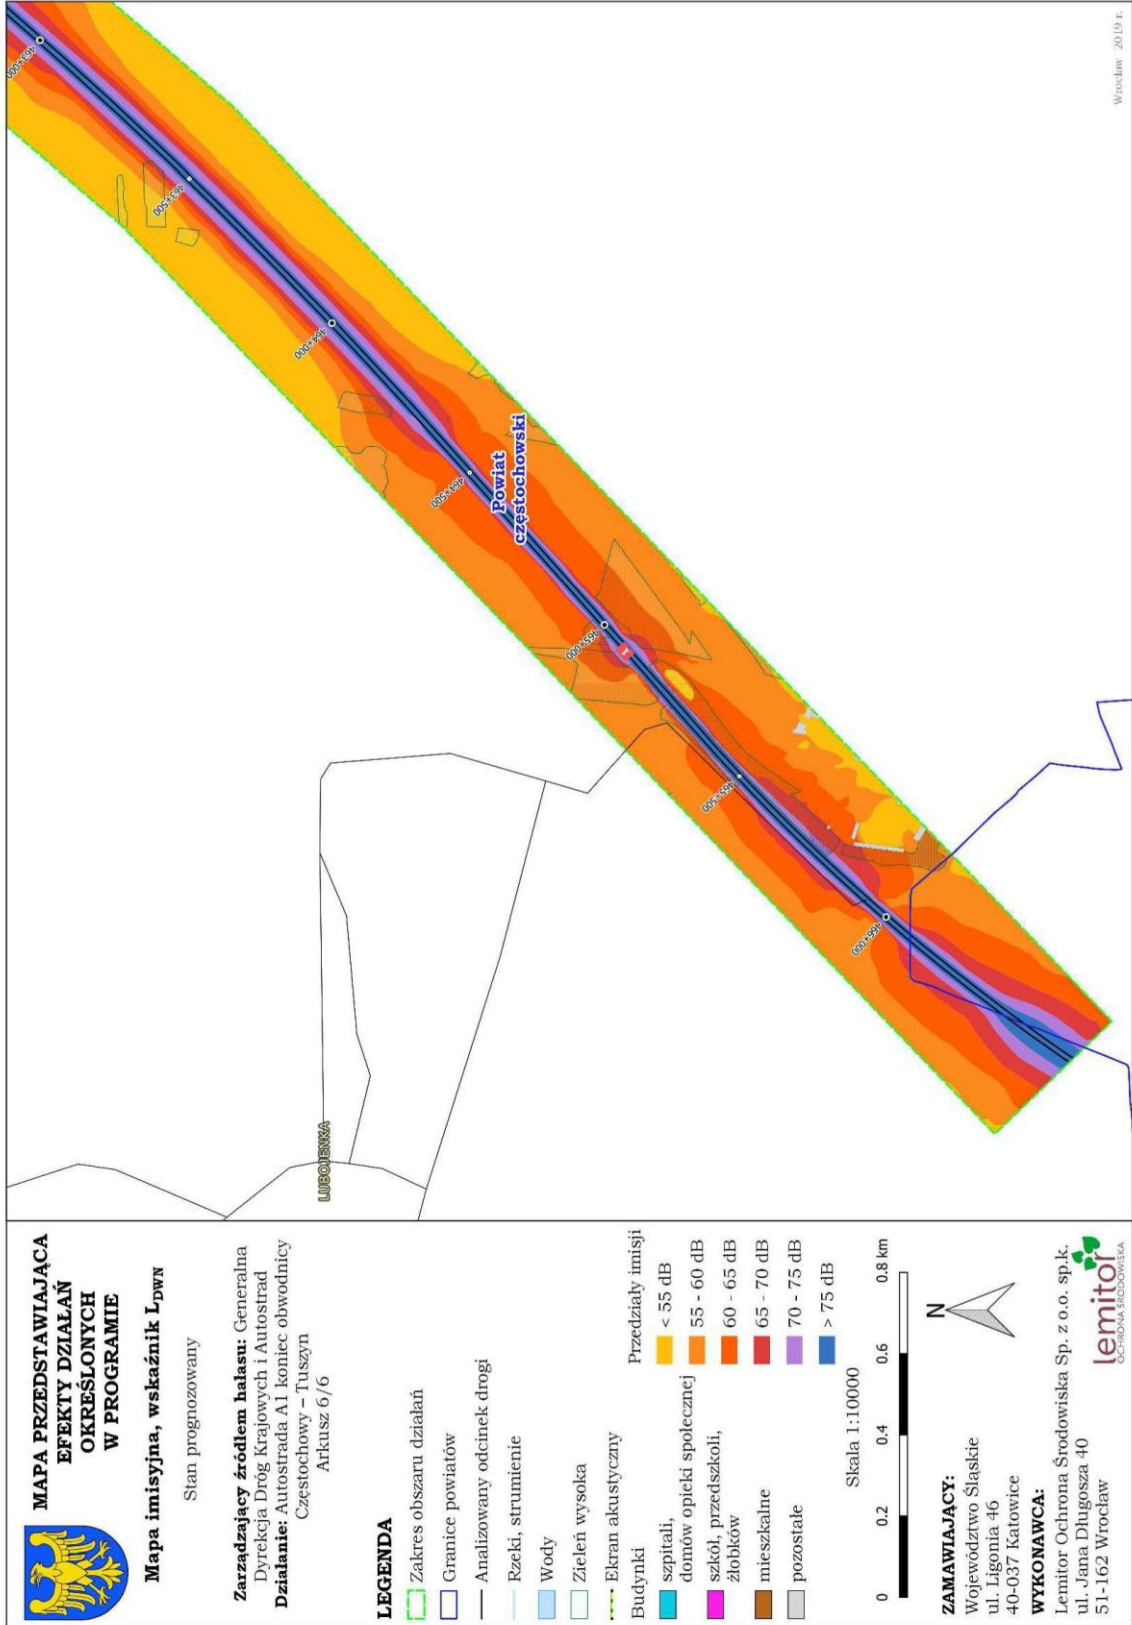 MAPA PRZEDSTAWIAJĄCA
EFEKTY DZIAŁAŃ
OKREŚLONYCH
W PROGRAMIE
Mapa imisyjna, wskaźnik LDWN
Stan prognozowany
Zarządzający źródłem hałasu: Generalna
Dyrekcja Dróg Krajowych i Autostrad
Działanie: Autostrada A1 koniec obwodnicy
Częstochowy – Tuszyn
Arkusz 6/6
LEGENDA
Zakres obszaru działań
Granice powiatów
Analizowany odcinek drogi
Rzeki, strumienie
Wody
Zieleń wysoka
Ekran akustyczny
Budynki
szpitali,
domów opieki społecznej
szkół, przedszkoli,
żłobków
mieszkalne
pozostałe
Przedziały imisji
< 55 dB
55 - 60 dB
60 - 65 dB
65 - 70 dB
70 - 75 dB
> 75 dB
Skala 1:10000
0 0.2 0.4 0.6 0.8 km
N
ZAMAWIAJĄCY:
Województwo Śląskie
ul. Ligonia 46
40-037 Katowice
WYKONAWCA:
Lemitor Ochrona Środowiska Sp. z o.o. sp.k.
ul. Jana Długosza 40
51-162 Wrocław
lemitor
OCHRONA ŚRODOWISKA
LUBOJENKA
463+000
463+500
464+000
464+500
Powiat
częstochowski
465+000
1
465+500
466+000
Wrocław 2019 r.